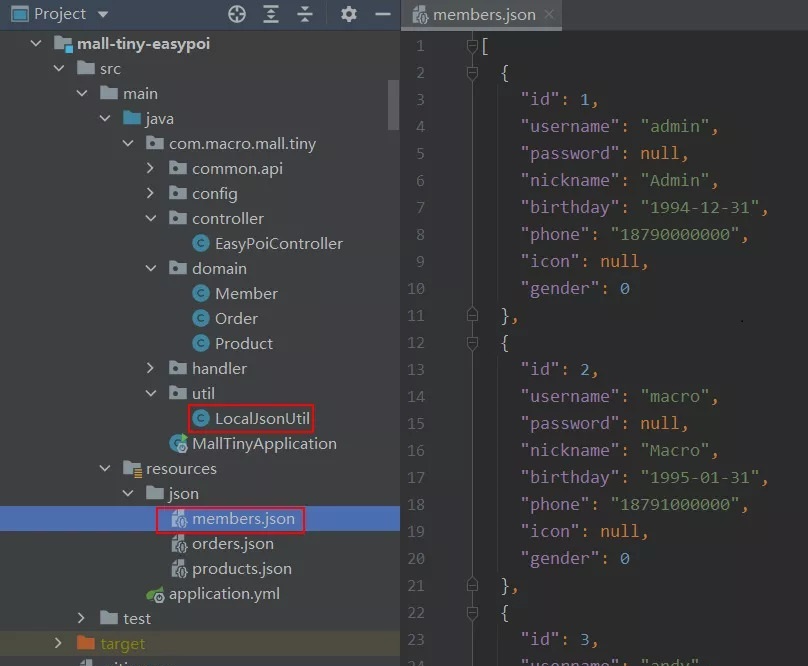 Project
mall-tiny-easypoi
src
main
java
com.macro.mall.tiny
common.api
config
controller
EasyPoiController
domain
Member
Order
Product
handler
util
LocalJsonUtil
MallTinyApplication
resources
json
members.json
orders.json
products.json
application.yml
test
target
members.json
1 [
2 {
3 "id": 1,
4 "username": "admin",
5 "password": null,
6 "nickname": "Admin",
7 "birthday": "1994-12-31",
8 "phone": "18790000000",
9 "icon": null,
10 "gender": 0
11 },
12 {
13 "id": 2,
14 "username": "macro",
15 "password": null,
16 "nickname": "Macro",
17 "birthday": "1995-01-31",
18 "phone": "18791000000",
19 "icon": null,
20 "gender": 0
21 },
22 {
23 "id": 3,
24 "username": "andy"